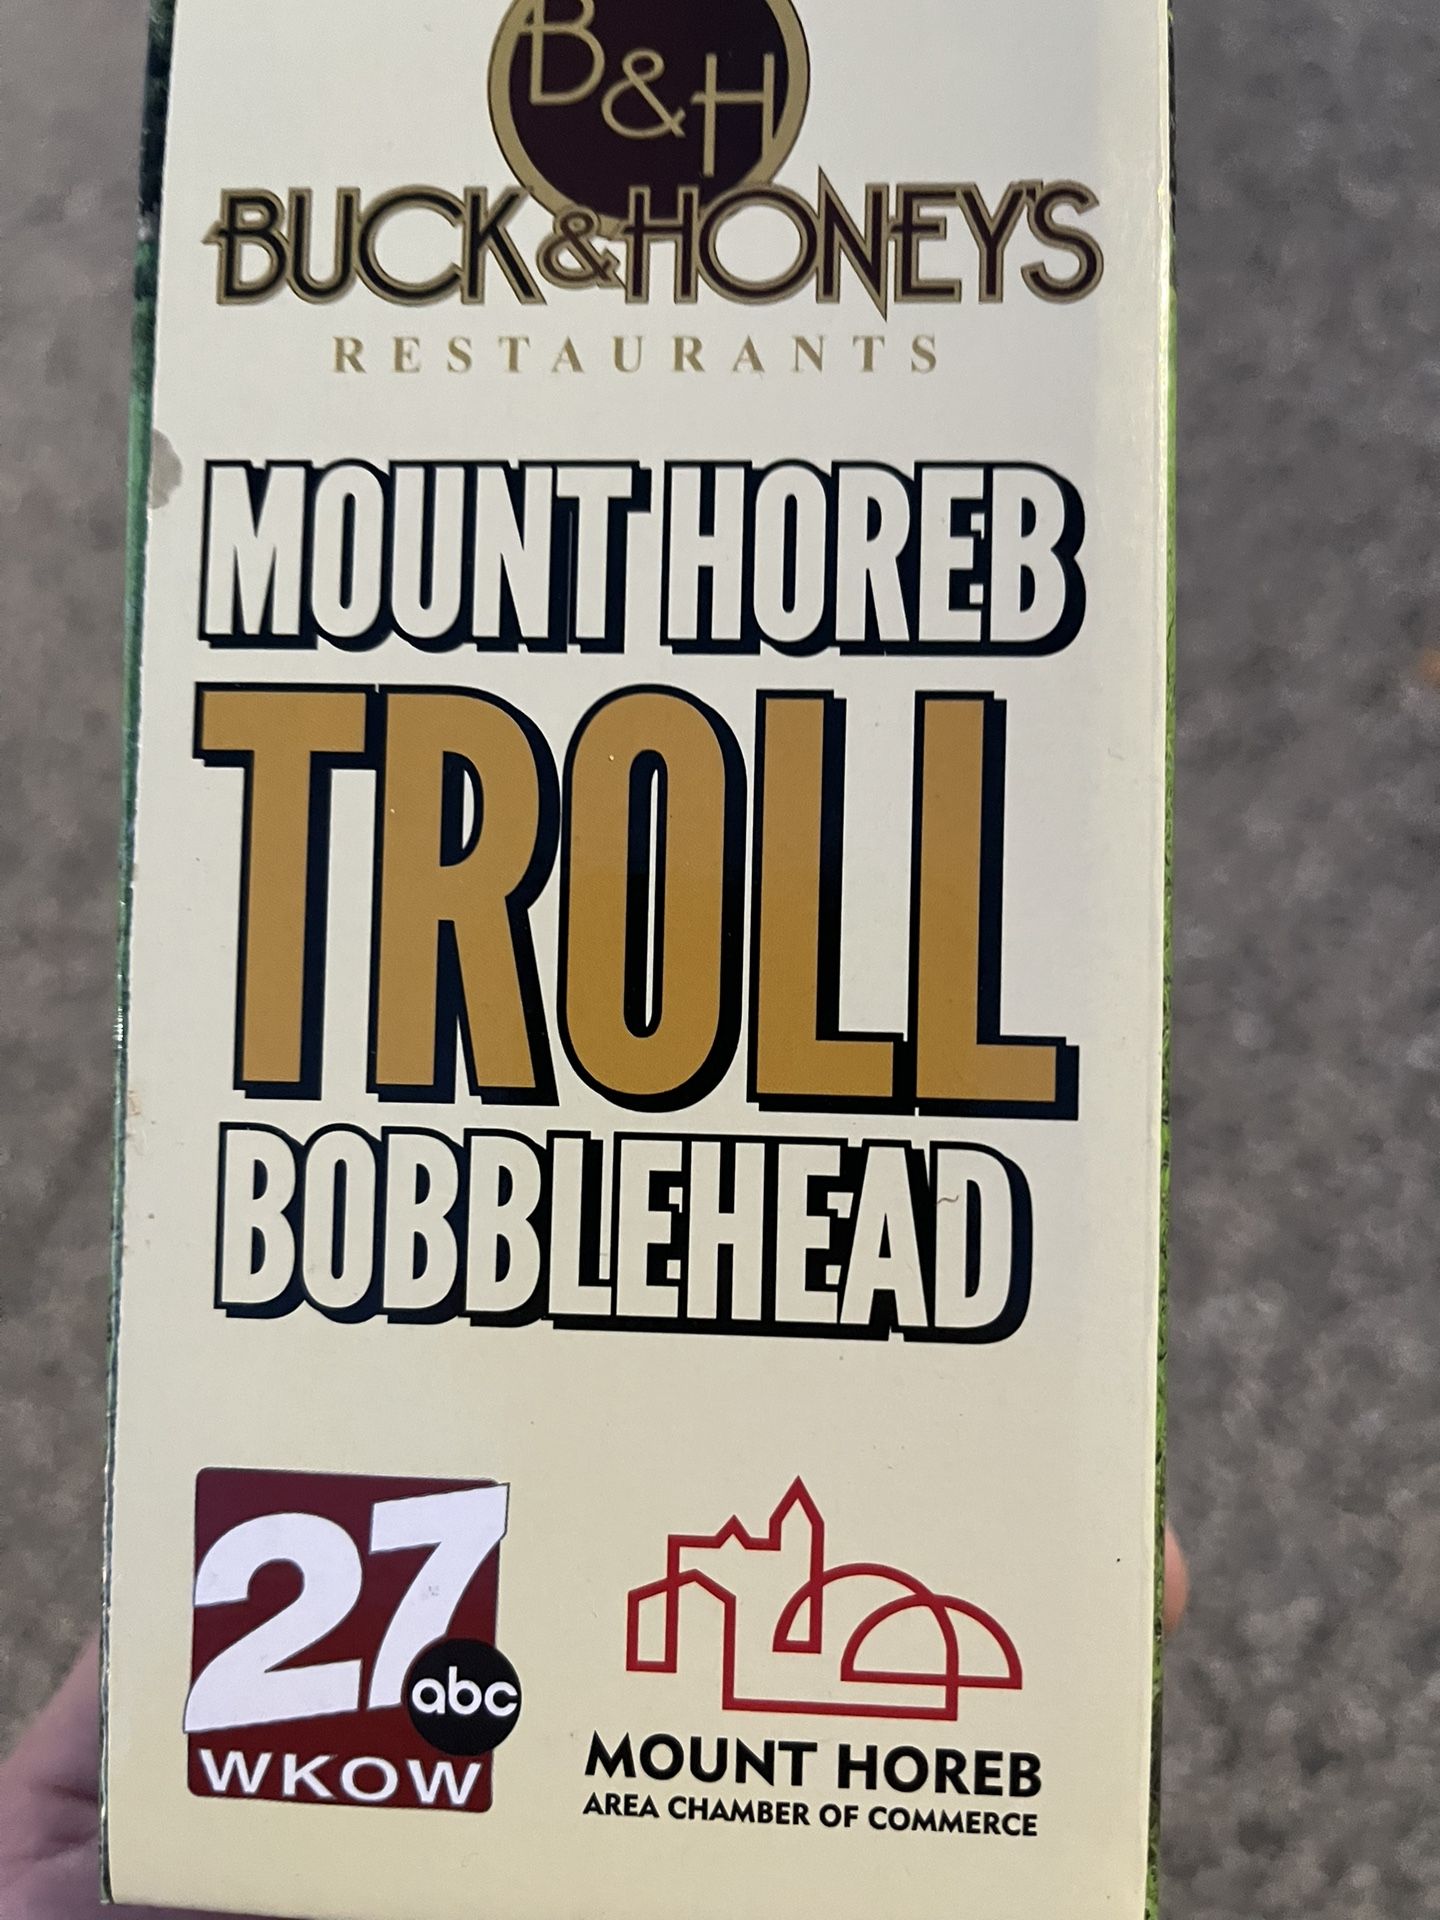 B&H
BUCK&HONEY'S
RESTAURANTS
MOUNT HOREB
TROLL
BOBBLEHEAD
27
abc
WKOW
MOUNT HOREB
AREA CHAMBER OF COMMERCE